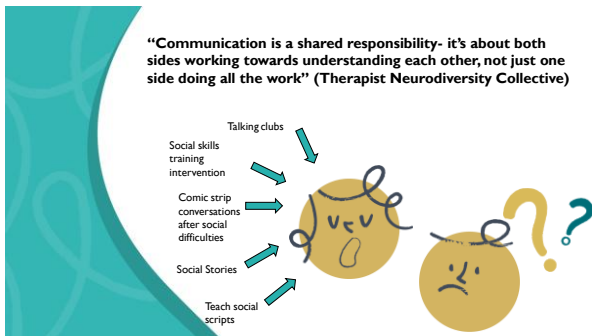 “Communication is a shared responsibility- it’s about both
sides working towards understanding each other, not just one
side doing all the work” (Therapist Neurodiversity Collective)
Talking clubs
Social skills
training
intervention
Comic strip
conversations
after social
difficulties
Social Stories
Teach social
scripts
? ?